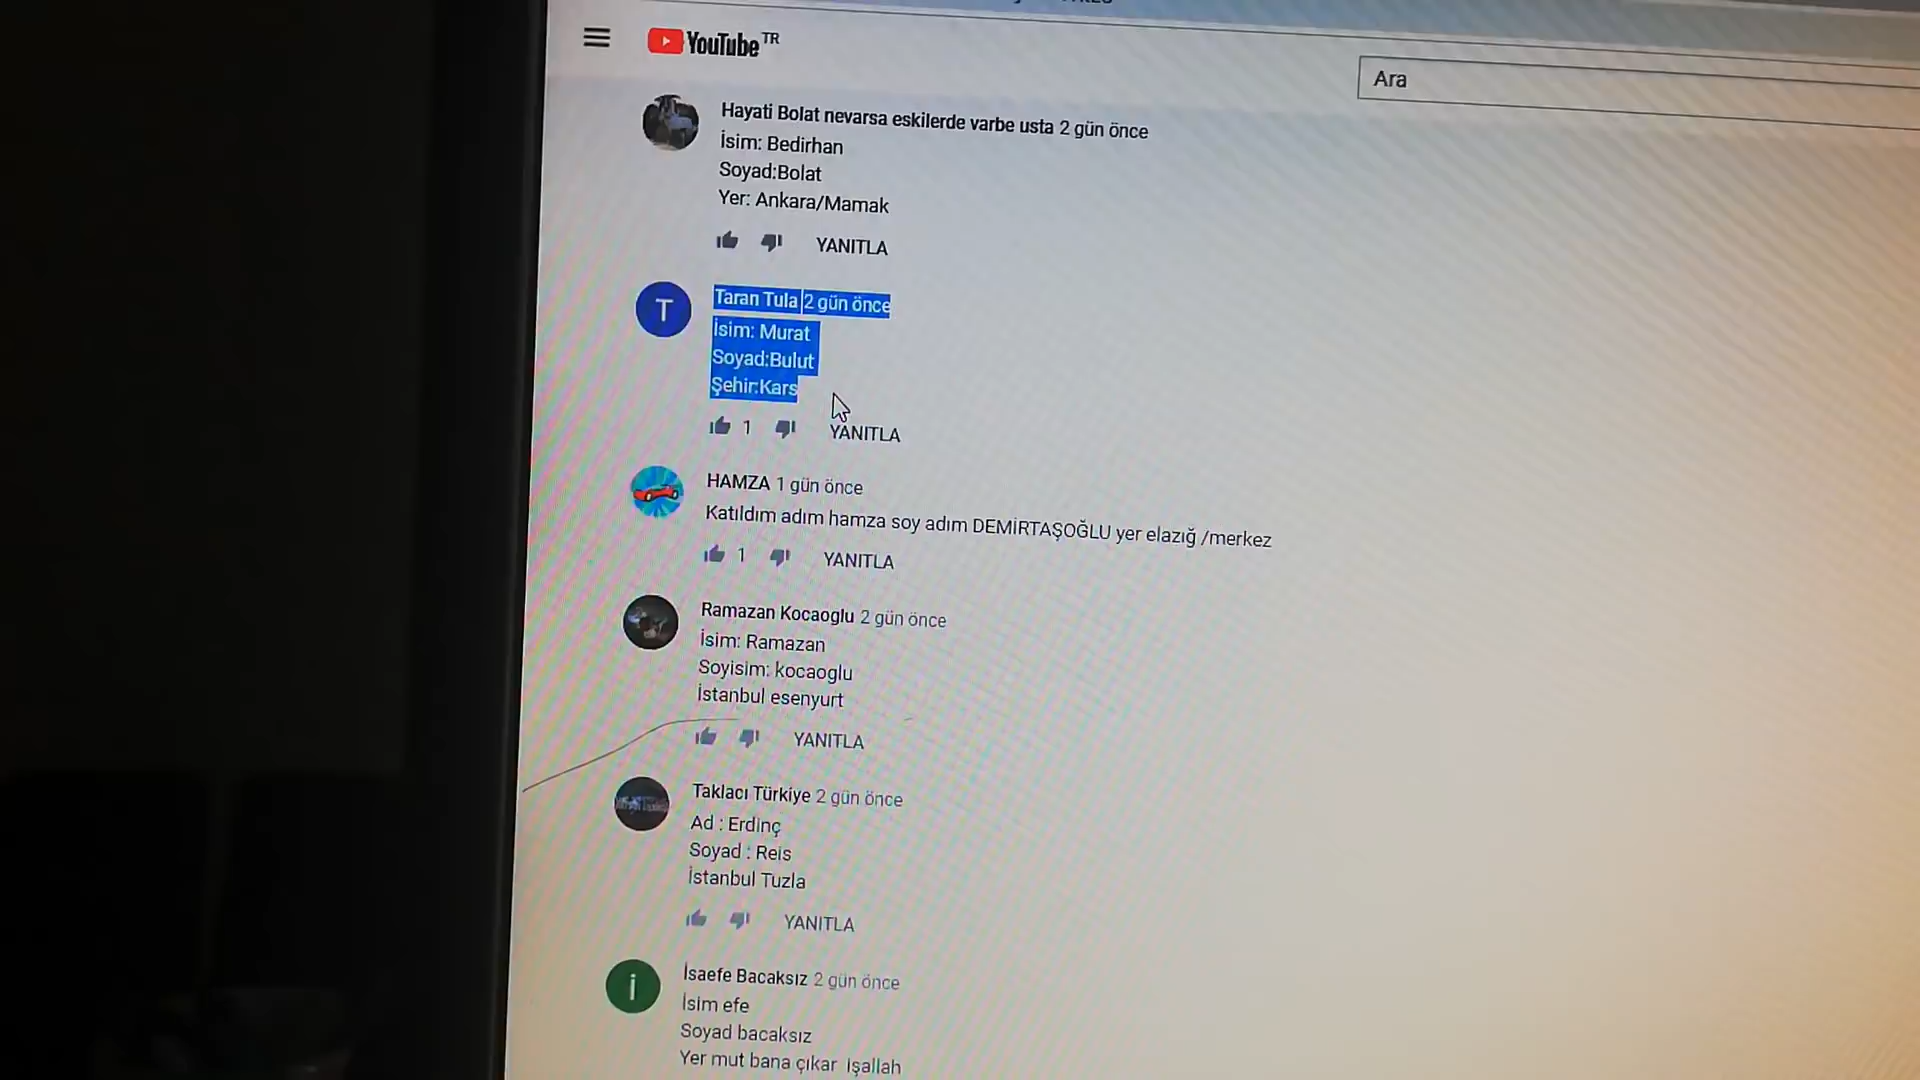 YouTube TR
Ara
Hayati Bolat nevarsa eskilerde varbe usta 2 gün önce
İsim: Bedirhan
Soyad:Bolat
Yer: Ankara/Mamak
YANITLA
T
Taran Tula 2 gün önce
İsim: Murat
Soyad:Bulut
Şehir:Kars
1 YANITLA
HAMZA 1 gün önce
Katıldım adım hamza soy adım DEMİRTAŞOĞLU yer elazığ /merkez
1 YANITLA
Ramazan Kocaoglu 2 gün önce
İsim: Ramazan
Soyisim: kocaoglu
İstanbul esenyurt
YANITLA
Taklacı Türkiye 2 gün önce
Ad : Erdinç
Soyad : Reis
İstanbul Tuzla
YANITLA
İ
İsaefe Bacaksız 2 gün önce
İsim efe
Soyad bacaksız
Yer mut bana çıkar işallah